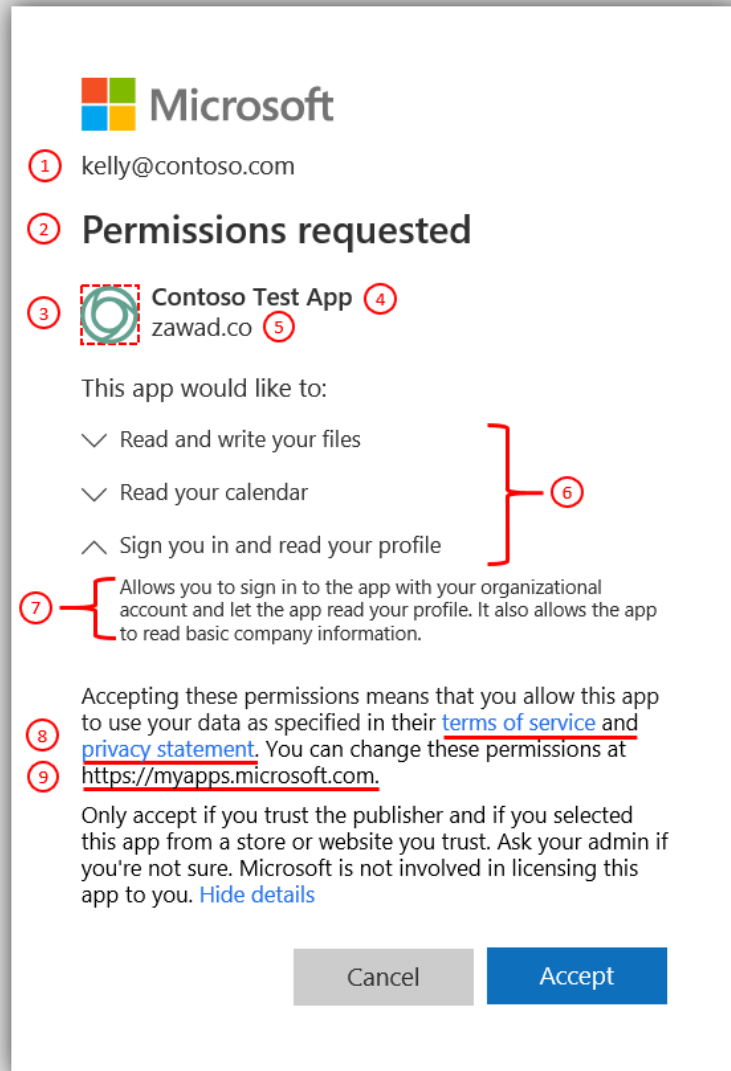 Microsoft
1 kelly@contoso.com
2 Permissions requested
3 Contoso Test App 4
zawad.co 5
This app would like to:
Read and write your files
Read your calendar 6
Sign you in and read your profile
Allows you to sign in to the app with your organizational
7 account and let the app read your profile. It also allows the app
to read basic company information.
Accepting these permissions means that you allow this app
to use your data as specified in their terms of service and
8 privacy statement. You can change these permissions at
9 https://myapps.microsoft.com.
Only accept if you trust the publisher and if you selected
this app from a store or website you trust. Ask your admin if
you're not sure. Microsoft is not involved in licensing this
app to you. Hide details
Cancel Accept